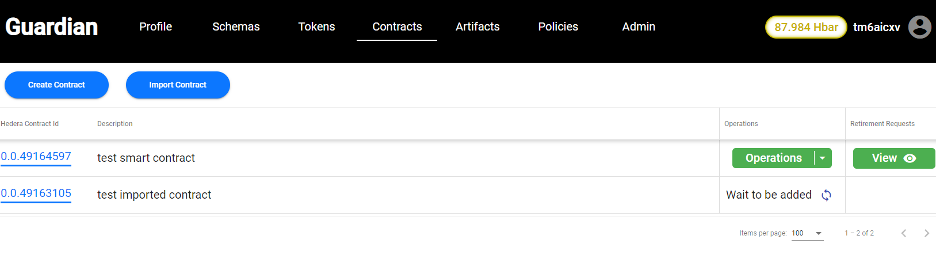 Guardian Profile Schemas Tokens Contracts Artifacts Policies Admin 87.984 Hbar tm6aicxv
Create Contract Import Contract
Hedera Contract Id Description Operations Retirement Requests
0.0.49164597 test smart contract Operations View
0.0.49163105 test imported contract Wait to be added
Items per page: 100 1 – 2 of 2